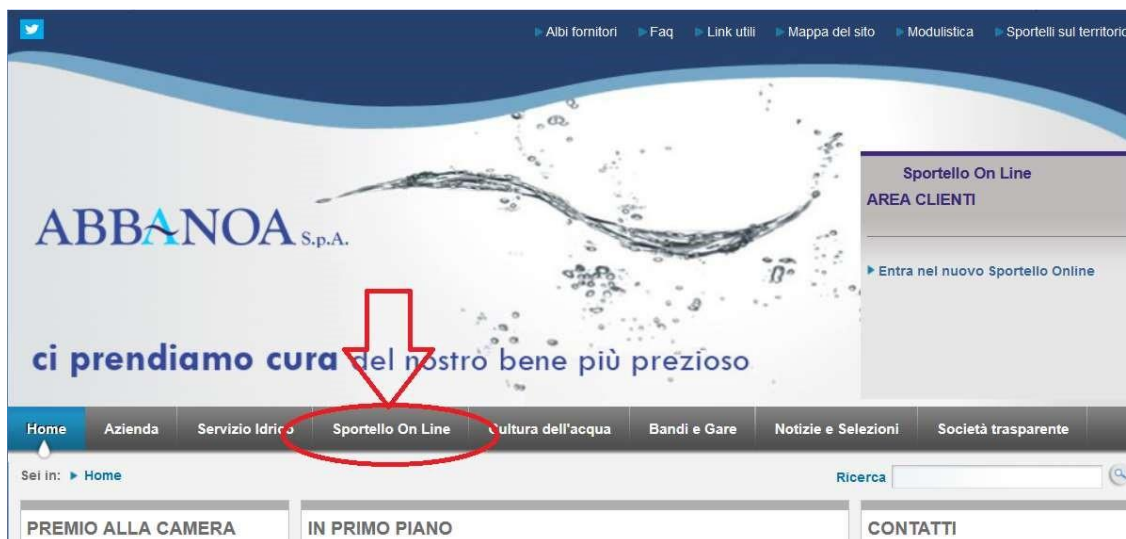 Albi fornitori Faq Link utili Mappa del sito Modulistica Sportelli sul territorio
Sportello On Line
AREA CLIENTI
ABBANOA S.p.A.
Entra nel nuovo Sportello Online
ci prendiamo cura del nostro bene più prezioso
Home Azienda Servizio Idrico Sportello On Line Cultura dell'acqua Bandi e Gare Notizie e Selezioni Società trasparente
Sei in: Home Ricerca
PREMIO ALLA CAMERA IN PRIMO PIANO CONTATTI